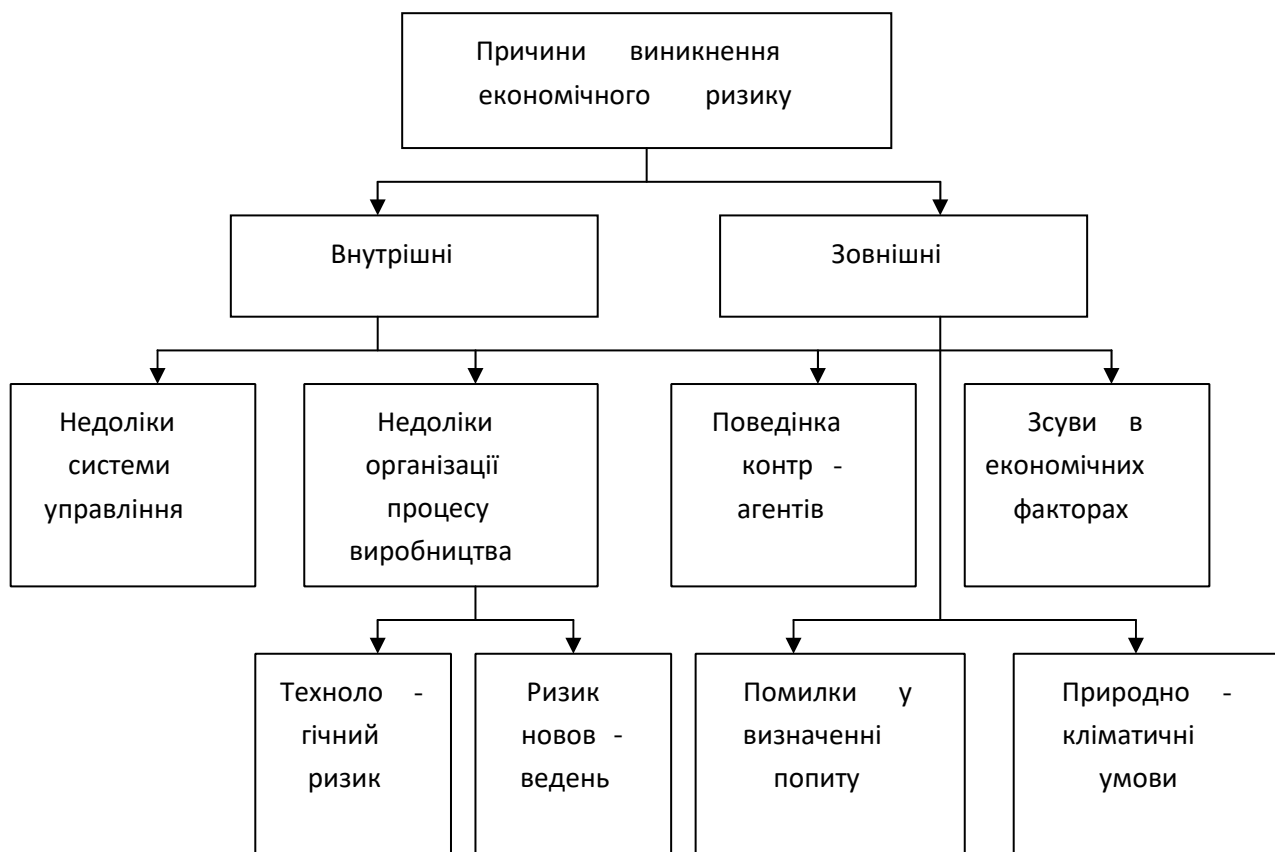 Причини виникнення
економічного ризику
Внутрішні
Зовнішні
Недоліки
системи
управління
Недоліки
організації
процесу
виробництва
Поведінка
контр -
агентів
Зсуви в
економічних
факторах
Техноло -
гічний
ризик
Ризик
новов -
ведень
Помилки у
визначенні
попиту
Природно -
кліматичні
умови